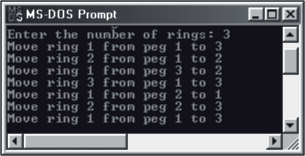 MS-DOS Prompt
Enter the number of rings: 3
Move ring 1 from peg 1 to 3
Move ring 2 from peg 1 to 2
Move ring 1 from peg 3 to 2
Move ring 3 from peg 1 to 3
Move ring 1 from peg 2 to 1
Move ring 2 from peg 2 to 3
Move ring 1 from peg 1 to 3